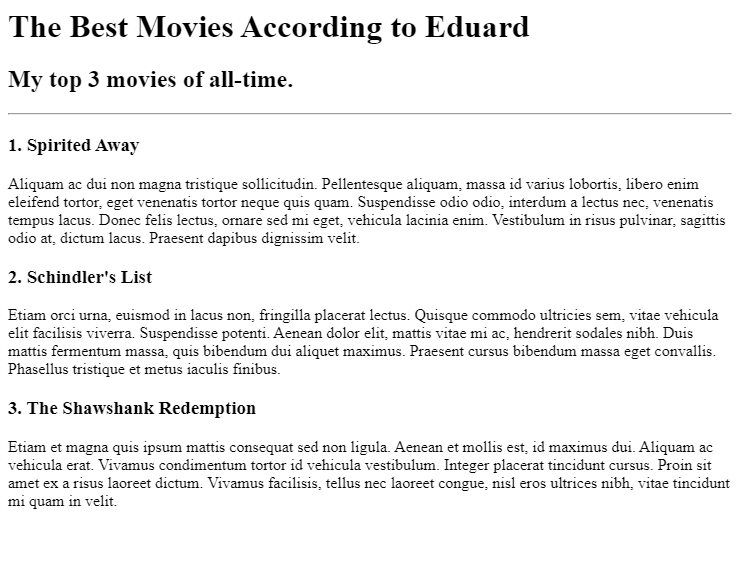 The Best Movies According to Eduard
My top 3 movies of all-time.
1. Spirited Away
Aliquam ac dui non magna tristique sollicitudin. Pellentesque aliquam, massa id varius lobortis, libero enim
eleifend tortor, eget venenatis tortor neque quis quam. Suspendisse odio odio, interdum a lectus nec, venenatis
tempus lacus. Donec felis lectus, ornare sed mi eget, vehicula lacinia enim. Vestibulum in risus pulvinar, sagittis
odio at, dictum lacus. Praesent dapibus dignissim velit.
2. Schindler's List
Etiam orci urna, euismod in lacus non, fringilla placerat lectus. Quisque commodo ultricies sem, vitae vehicula
elit facilisis viverra. Suspendisse potenti. Aenean dolor elit, mattis vitae mi ac, hendrerit sodales nibh. Duis
mattis fermentum massa, quis bibendum dui aliquet maximus. Praesent cursus bibendum massa eget convallis.
Phasellus tristique et metus iaculis finibus.
3. The Shawshank Redemption
Etiam et magna quis ipsum mattis consequat sed non ligula. Aenean et mollis est, id maximus dui. Aliquam ac
vehicula erat. Vivamus condimentum tortor id vehicula vestibulum. Integer placerat tincidunt cursus. Proin sit
amet ex a risus laoreet dictum. Vivamus facilisis, tellus nec laoreet congue, nisl eros ultrices nibh, vitae tincidunt
mi quam in velit.